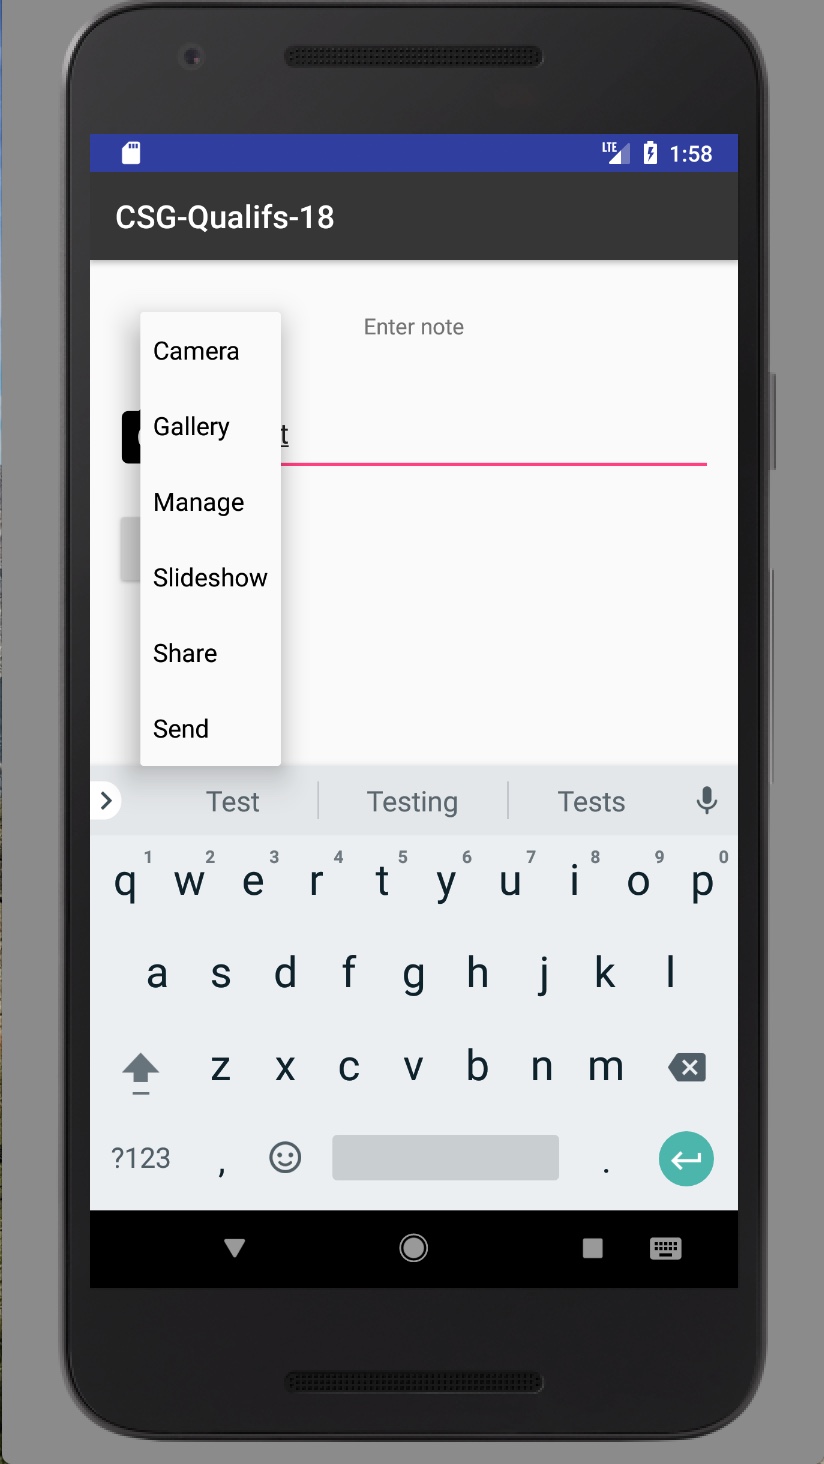 LTE 1:58
CSG-Qualifs-18
Enter note
Camera
Gallery
t
Manage
Slideshow
Share
Send
Test Testing Tests
1 2 3 4 5 6 7 8 9 0
q w e r t y u i o p
a s d f g h j k l
z x c v b n m
?123 , .